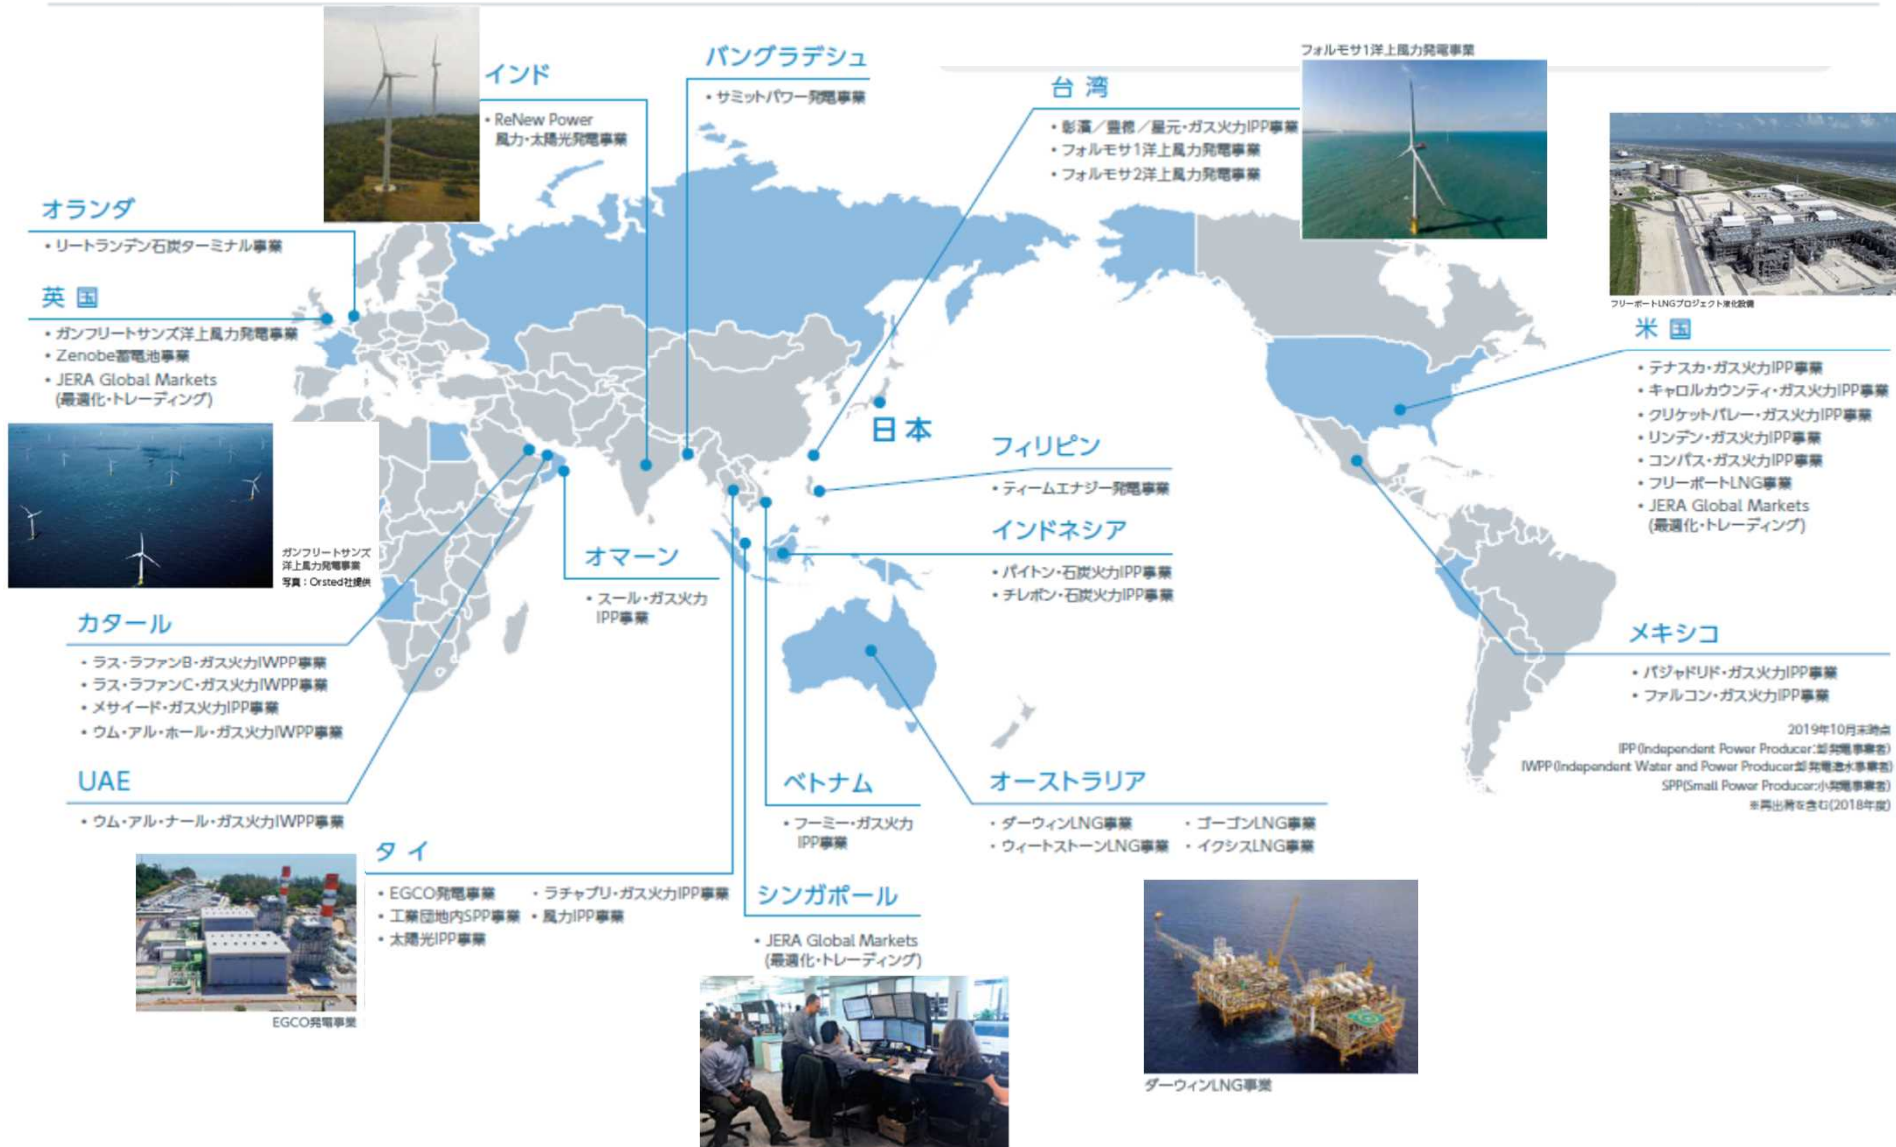 インド
・ReNew Power
風力・太陽光発電事業
バングラデシュ
・サミットパワー発電事業
台湾
・彰濱／豊徳／星元・ガス火力IPP事業
・フォルモサ1洋上風力発電事業
・フォルモサ2洋上風力発電事業
フォルモサ1洋上風力発電事業
オランダ
・リートランデン石炭ターミナル事業
英国
・ガンフリートサンズ洋上風力発電事業
・Zenobe蓄電池事業
・JERA Global Markets
(最適化・トレーディング)
ガンフリートサンズ
洋上風力発電事業
写真：Orsted社提供
フリーポートLNGプロジェクト液化設備
米国
・テナスカ・ガス火力IPP事業
・キャロルカウンティ・ガス火力IPP事業
・クリケットバレー・ガス火力IPP事業
・リンデン・ガス火力IPP事業
・コンパス・ガス火力IPP事業
・フリーポートLNG事業
・JERA Global Markets
(最適化・トレーディング)
日本
フィリピン
・ティームエナジー発電事業
インドネシア
・パイトン・石炭火力IPP事業
・チレボン・石炭火力IPP事業
オマーン
・スール・ガス火力
IPP事業
カタール
・ラス・ラファンB・ガス火力IWPP事業
・ラス・ラファンC・ガス火力IWPP事業
・メサイード・ガス火力IPP事業
・ウム・アル・ホール・ガス火力IWPP事業
UAE
・ウム・アル・ナール・ガス火力IWPP事業
メキシコ
・バジャドリド・ガス火力IPP事業
・ファルコン・ガス火力IPP事業
2019年10月末時点
IPP(Independent Power Producer:発電事業者)
IWPP(Independent Water and Power Producer発電造水事業者)
SPP(Small Power Producer:小発電事業者)
※再出荷を含む(2018年度)
ベトナム
・フーミー・ガス火力
IPP事業
オーストラリア
・ダーウィンLNG事業 ・ゴーゴンLNG事業
・ウィートストーンLNG事業 ・イクシスLNG事業
タイ
・EGCO発電事業 ・ラチャブリ・ガス火力IPP事業
・工業団地内SPP事業 ・風力IPP事業
・太陽光IPP事業
EGCO発電事業
シンガポール
・JERA Global Markets
(最適化・トレーディング)
ダーウィンLNG事業